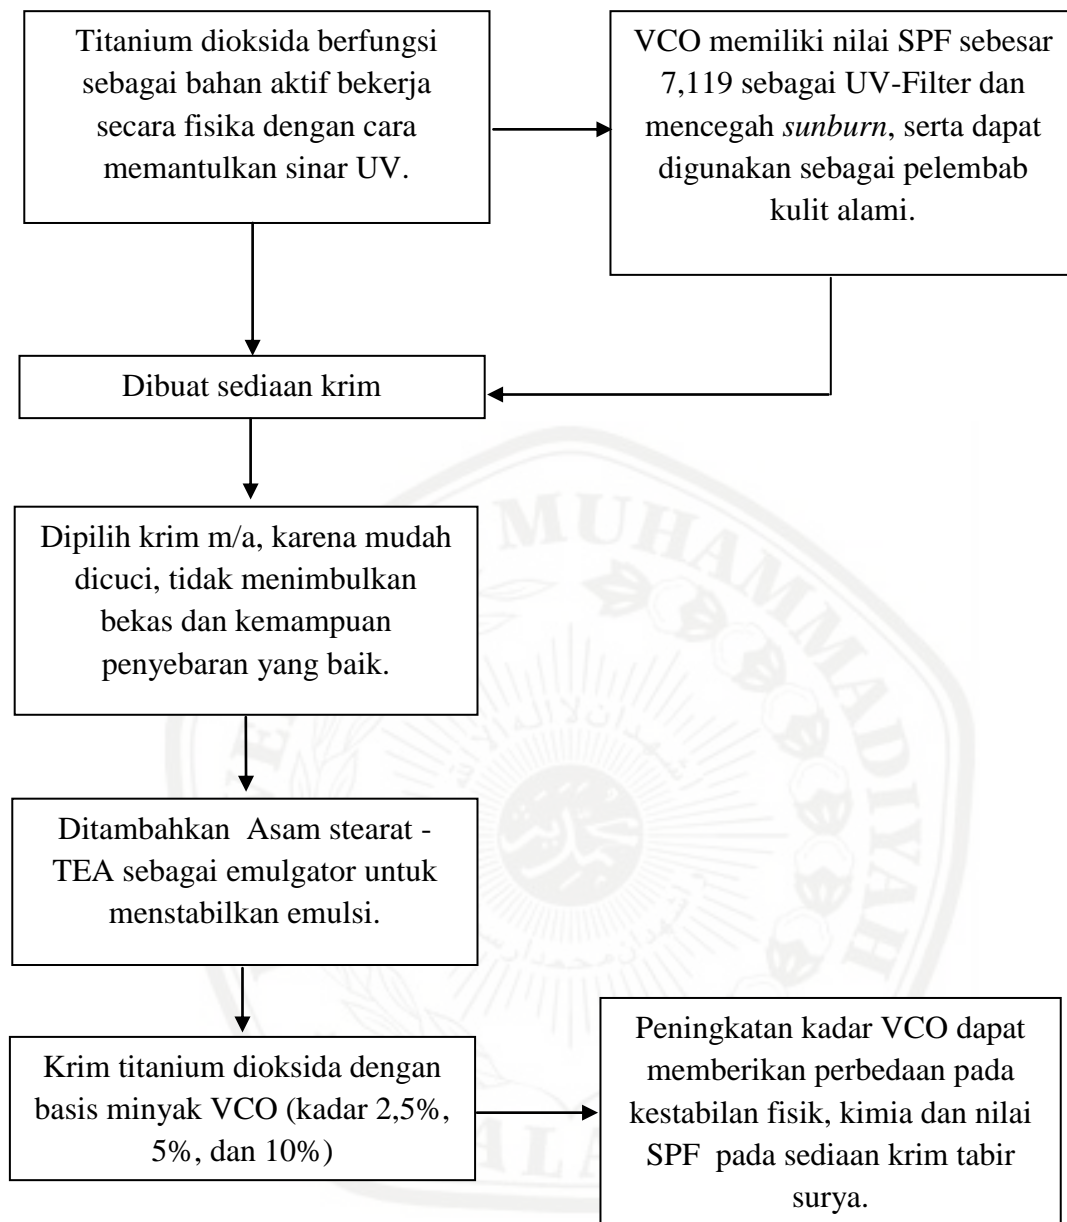 Titanium dioksida berfungsi
sebagai bahan aktif bekerja
secara fisika dengan cara
memantulkan sinar UV.
VCO memiliki nilai SPF sebesar
7,119 sebagai UV-Filter dan
mencegah sunburn, serta dapat
digunakan sebagai pelembab
kulit alami.
Dibuat sediaan krim
Dipilih krim m/a, karena mudah
dicuci, tidak menimbulkan
bekas dan kemampuan
penyebaran yang baik.
Ditambahkan Asam stearat -
TEA sebagai emulgator untuk
menstabilkan emulsi.
Krim titanium dioksida dengan
basis minyak VCO (kadar 2,5%,
5%, dan 10%)
Peningkatan kadar VCO dapat
memberikan perbedaan pada
kestabilan fisik, kimia dan nilai
SPF pada sediaan krim tabir
surya.
MUHAMMADIYAH